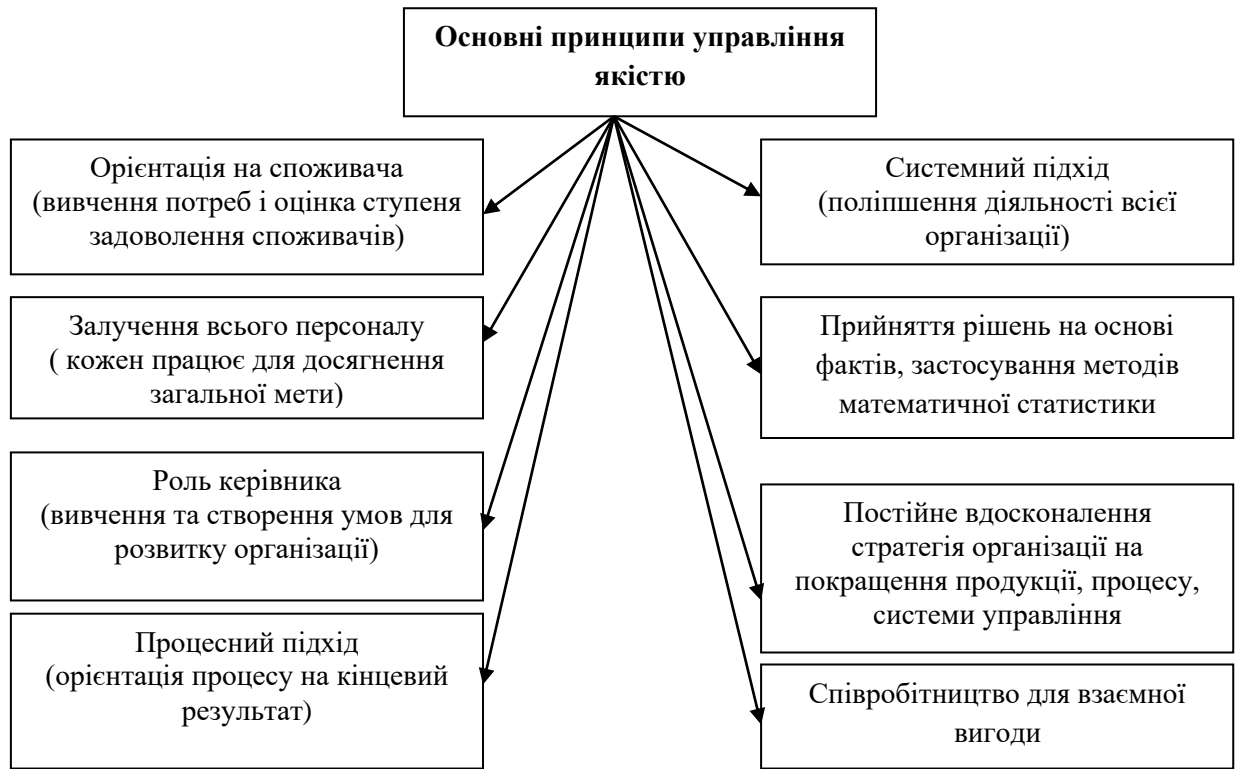 Основні принципи управління
якістю
Орієнтація на споживача
(вивчення потреб і оцінка ступеня
задоволення споживачів)
Залучення всього персоналу
( кожен працює для досягнення
загальної мети)
Роль керівника
(вивчення та створення умов для
розвитку організації)
Процесний підхід
(орієнтація процесу на кінцевий
результат)
Системний підхід
(поліпшення діяльності всієї
організації)
Прийняття рішень на основі
фактів, застосування методів
математичної статистики
Постійне вдосконалення
стратегія організації на
покращення продукції, процесу,
системи управління
Співробітництво для взаємної
вигоди